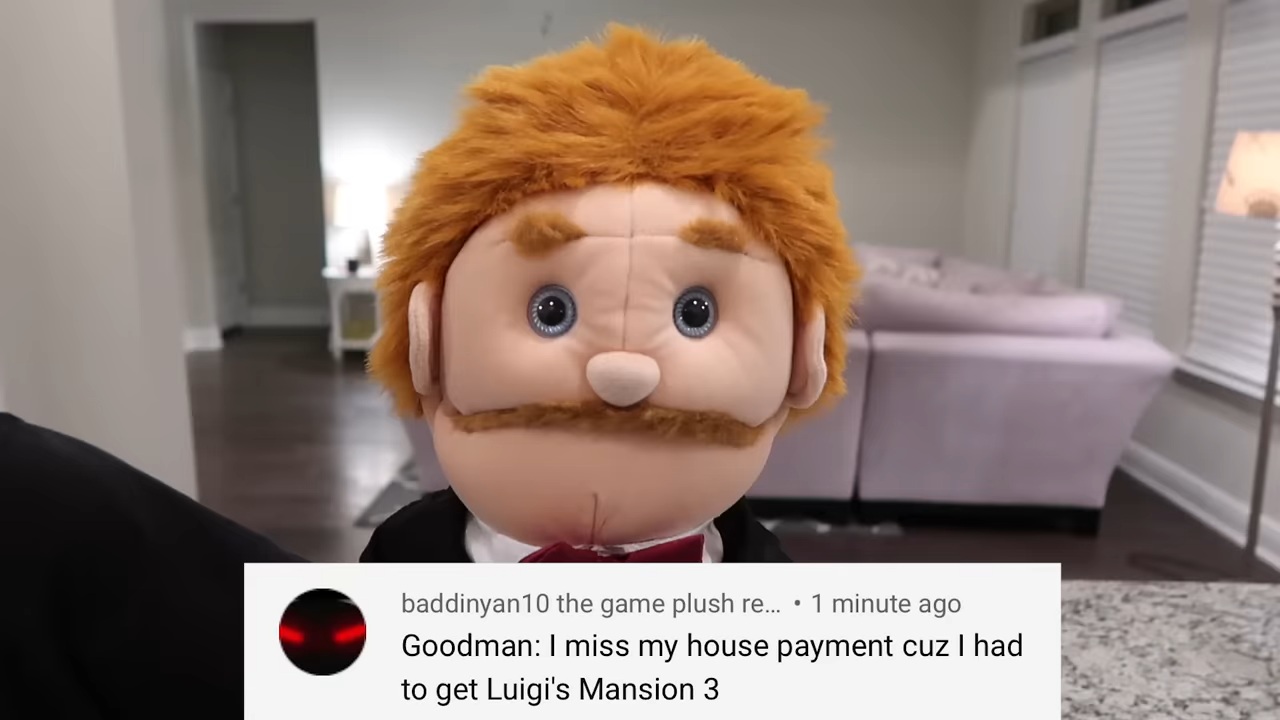 baddinyan10 the game plush re... • 1 minute ago
Goodman: I miss my house payment cuz I had
to get Luigi's Mansion 3